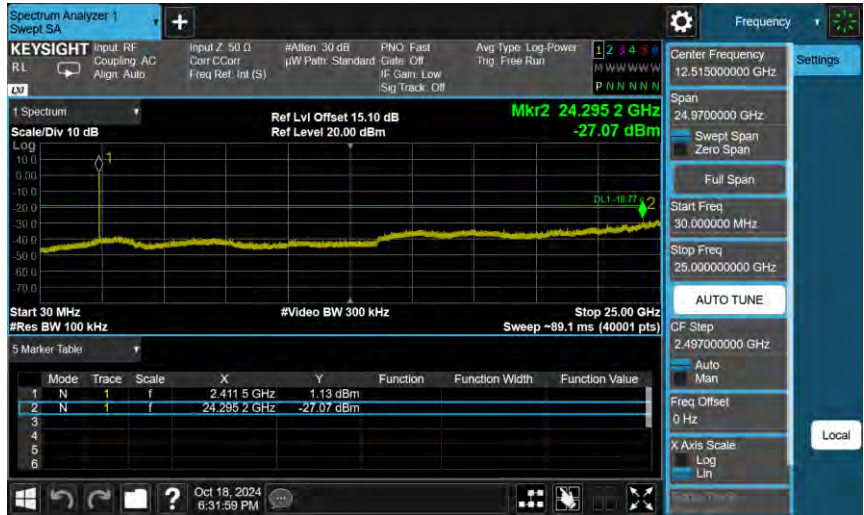 Spectrum Analyzer 1
Swept SA
+
Frequency
KEYSIGHT
RL
LXI
Input: RF
Coupling: AC
Align: Auto
Input Z: 50 Ω
Corr CCorr
Freq Ref: Int (S)
#Atten: 30 dB
µW Path: Standard
PNO: Fast
Gate: Off
IF Gain: Low
Sig Track: Off
Avg Type: Log-Power
Trig: Free Run
1 2 3 4 5 6
M W W W W W
P N N N N N
1 Spectrum
Scale/Div 10 dB
Ref Lvl Offset 15.10 dB
Ref Level 20.00 dBm
Mkr2 24.295 2 GHz
-27.07 dBm
Log
10.0
0.00
-10.0
-20.0
-30.0
-40.0
-50.0
-60.0
-70.0
1
DL1 -18.77
2
Start 30 MHz
#Res BW 100 kHz
#Video BW 300 kHz
Stop 25.00 GHz
Sweep ~89.1 ms (40001 pts)
5 Marker Table
Mode Trace Scale X Y Function Function Width Function Value
1 N 1 f 2.411 5 GHz 1.13 dBm
2 N 1 f 24.295 2 GHz -27.07 dBm
3
4
5
6
?
Oct 18, 2024
6:31:59 PM
Center Frequency
12.515000000 GHz
Span
24.9700000 GHz
Swept Span
Zero Span
Full Span
Start Freq
30.000000 MHz
Stop Freq
25.000000000 GHz
AUTO TUNE
CF Step
2.497000000 GHz
Auto
Man
Freq Offset
0 Hz
X Axis Scale
Log
Lin
Settings
Local